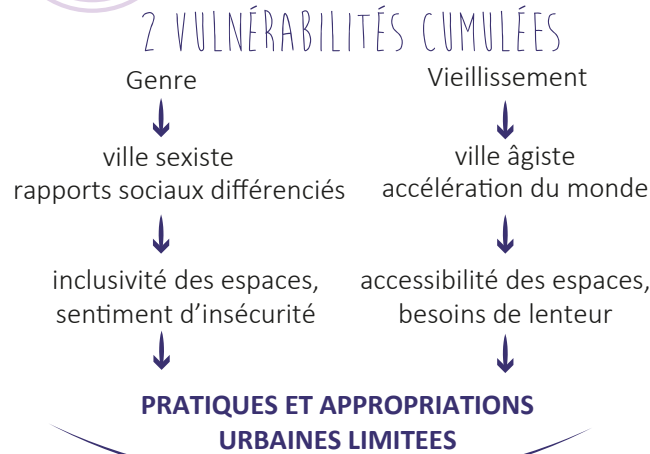 2 VULNÉRABILITÉS CUMULÉES
Genre
ville sexiste
rapports sociaux différenciés
inclusivité des espaces,
sentiment d'insécurité
Vieillissement
ville âgiste
accélération du monde
accessibilité des espaces,
besoins de lenteur
PRATIQUES ET APPROPRIATIONS
URBAINES LIMITEES